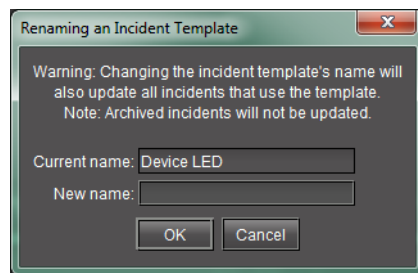 Renaming an Incident Template
Warning: Changing the incident template's name will
also update all incidents that use the template.
Note: Archived incidents will not be updated.
Current name: Device LED
New name:
OK Cancel